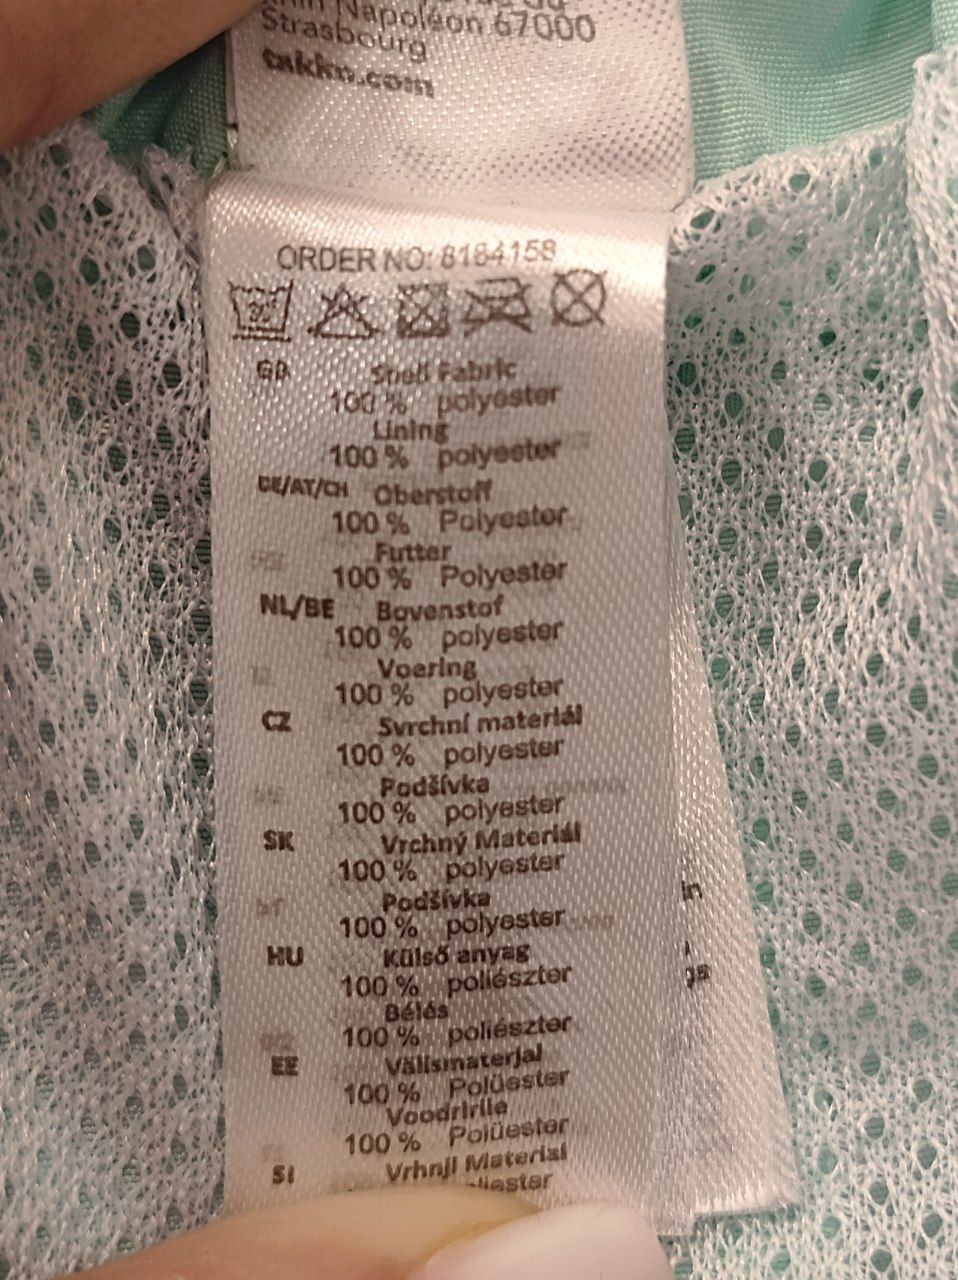 Napoléon 67000
Strasbourg
takko.com
ORDER NO: 8184158
GB Shell Fabric
100 % polyester
Lining
100 % polyester
DE/AT/CH Oberstoff
100 % Polyester
Futter
100 % Polyester
NL/BE Bovenstof
100 % polyester
Voering
100 % polyester
CZ Svrchní materiál
100 % polyester
Podšívka
100 % polyester
SK Vrchný Materiál
100 % polyester
Podšívka
100 % polyester
HU Külső anyag
100 % poliészter
Bélés
100 % poliészter
EE Välismaterjal
100 % Polüester
Voodririie
100 % Polüester
SI Vrhnji Material